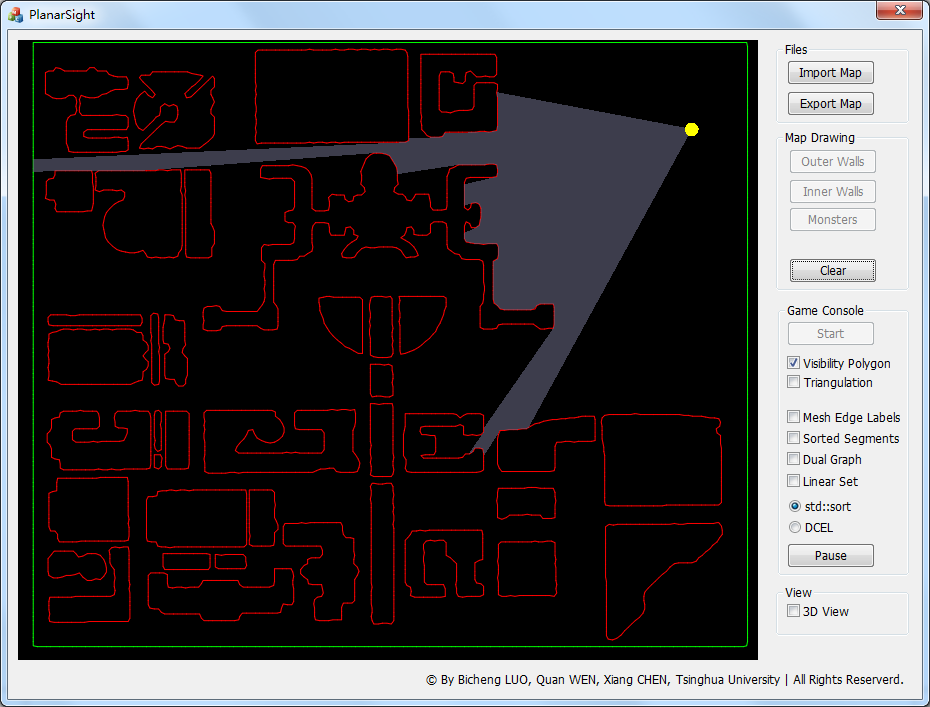 PlanarSight
Files
Import Map
Export Map
Map Drawing
Outer Walls
Inner Walls
Monsters
Clear
Game Console
Start
Visibility Polygon
Triangulation
Mesh Edge Labels
Sorted Segments
Dual Graph
Linear Set
std::sort
DCEL
Pause
View
3D View
© By Bicheng LUO, Quan WEN, Xiang CHEN, Tsinghua University | All Rights Reserverd.